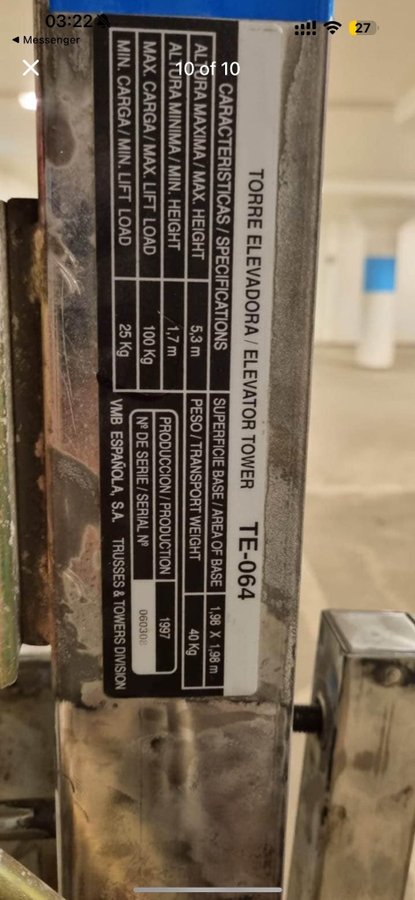 03:22
27
◀ Messenger
10 of 10
TORRE ELEVADORA / ELEVATOR TOWER TE-064
CARACTERISTICAS / SPECIFICATIONS
ALTURA MAXIMA / MAX. HEIGHT 5,3 m
ALTURA MINIMA / MIN. HEIGHT 1,7 m
MAX. CARGA / MAX. LIFT LOAD 100 Kg
MIN. CARGA / MIN. LIFT LOAD 25 Kg
SUPERFICIE BASE / AREA OF BASE 1,98 X 1,98 m
PESO / TRANSPORT WEIGHT 40 Kg
PRODUCCION / PRODUCTION 1997
Nº DE SERIE / SERIAL Nº 060308
VMB ESPAÑOLA, S.A. TRUSSES & TOWERS DIVISION